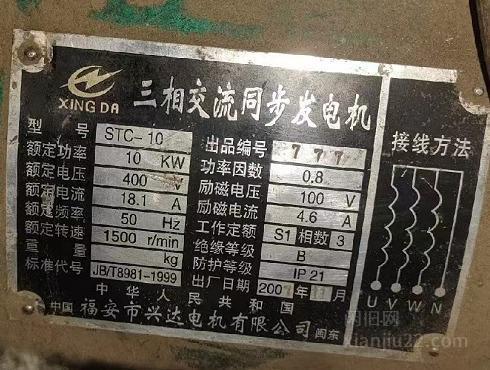 XING DA
三相交流同步发电机
型号 STC-10 出品编号 777
额定功率 10 KW 功率因数 0.8
额定电压 400 V 励磁电压 100 V
额定电流 18.1 A 励磁电流 4.6 A
额定频率 50 Hz 工作定额 S1 相数 3
额定转速 1500 r/min 绝缘等级 B
重量 kg 防护等级 IP 21
标准代号 JB/T8981-1999 出厂日期 200 年 月
接线方法
U V W N
中华人民共和国
中国 福安市兴达电机有限公司 闽东
tianjiu22.com